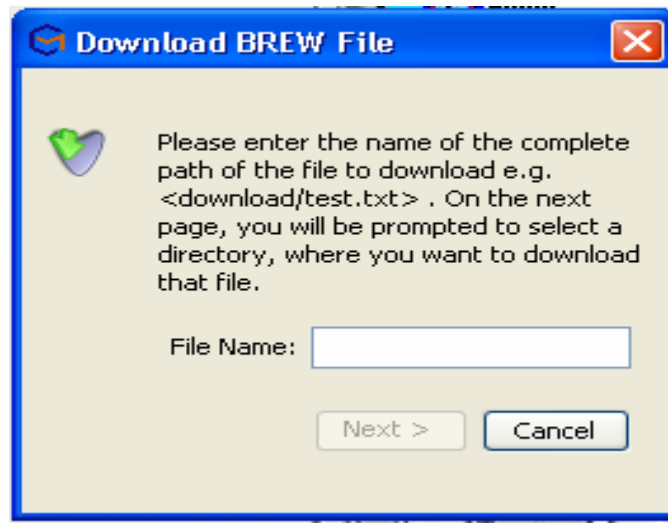 Download BREW File
Please enter the name of the complete
path of the file to download e.g.
<download/test.txt> . On the next
page, you will be prompted to select a
directory, where you want to download
that file.
File Name:
Next >
Cancel